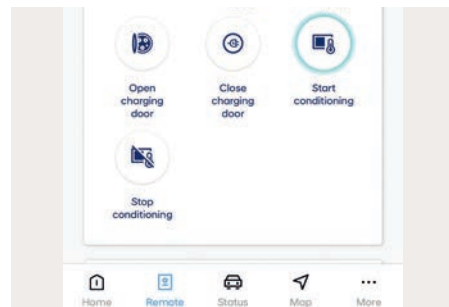 Open
charging
door
Close
charging
door
Start
conditioning
Stop
conditioning
Home
Remote
Status
Map
More